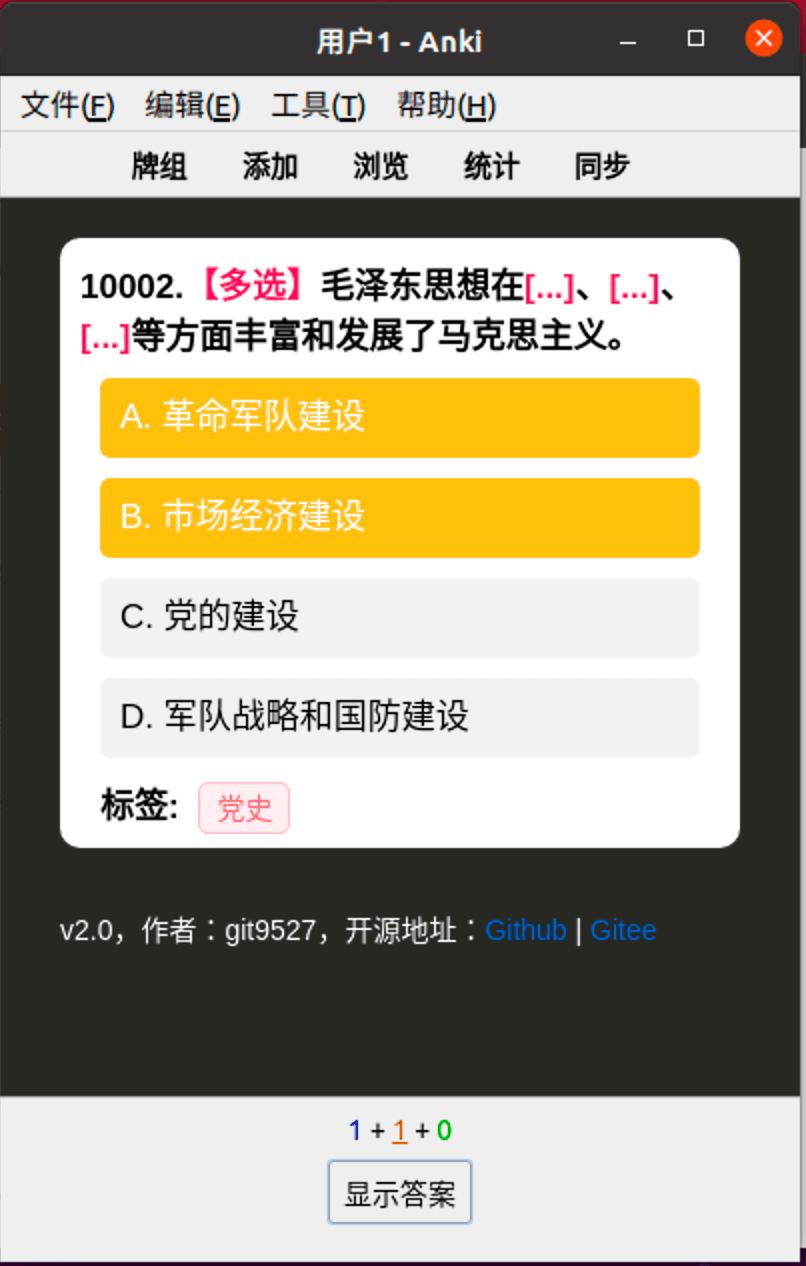 用户1 - Anki
文件(F) 编辑(E) 工具(T) 帮助(H)
牌组 添加 浏览 统计 同步
10002.【多选】毛泽东思想在[...]、[...]、
[...]等方面丰富和发展了马克思主义。
A. 革命军队建设
B. 市场经济建设
C. 党的建设
D. 军队战略和国防建设
标签: 党史
v2.0，作者：git9527，开源地址：Github | Gitee
1 + 1 + 0
显示答案